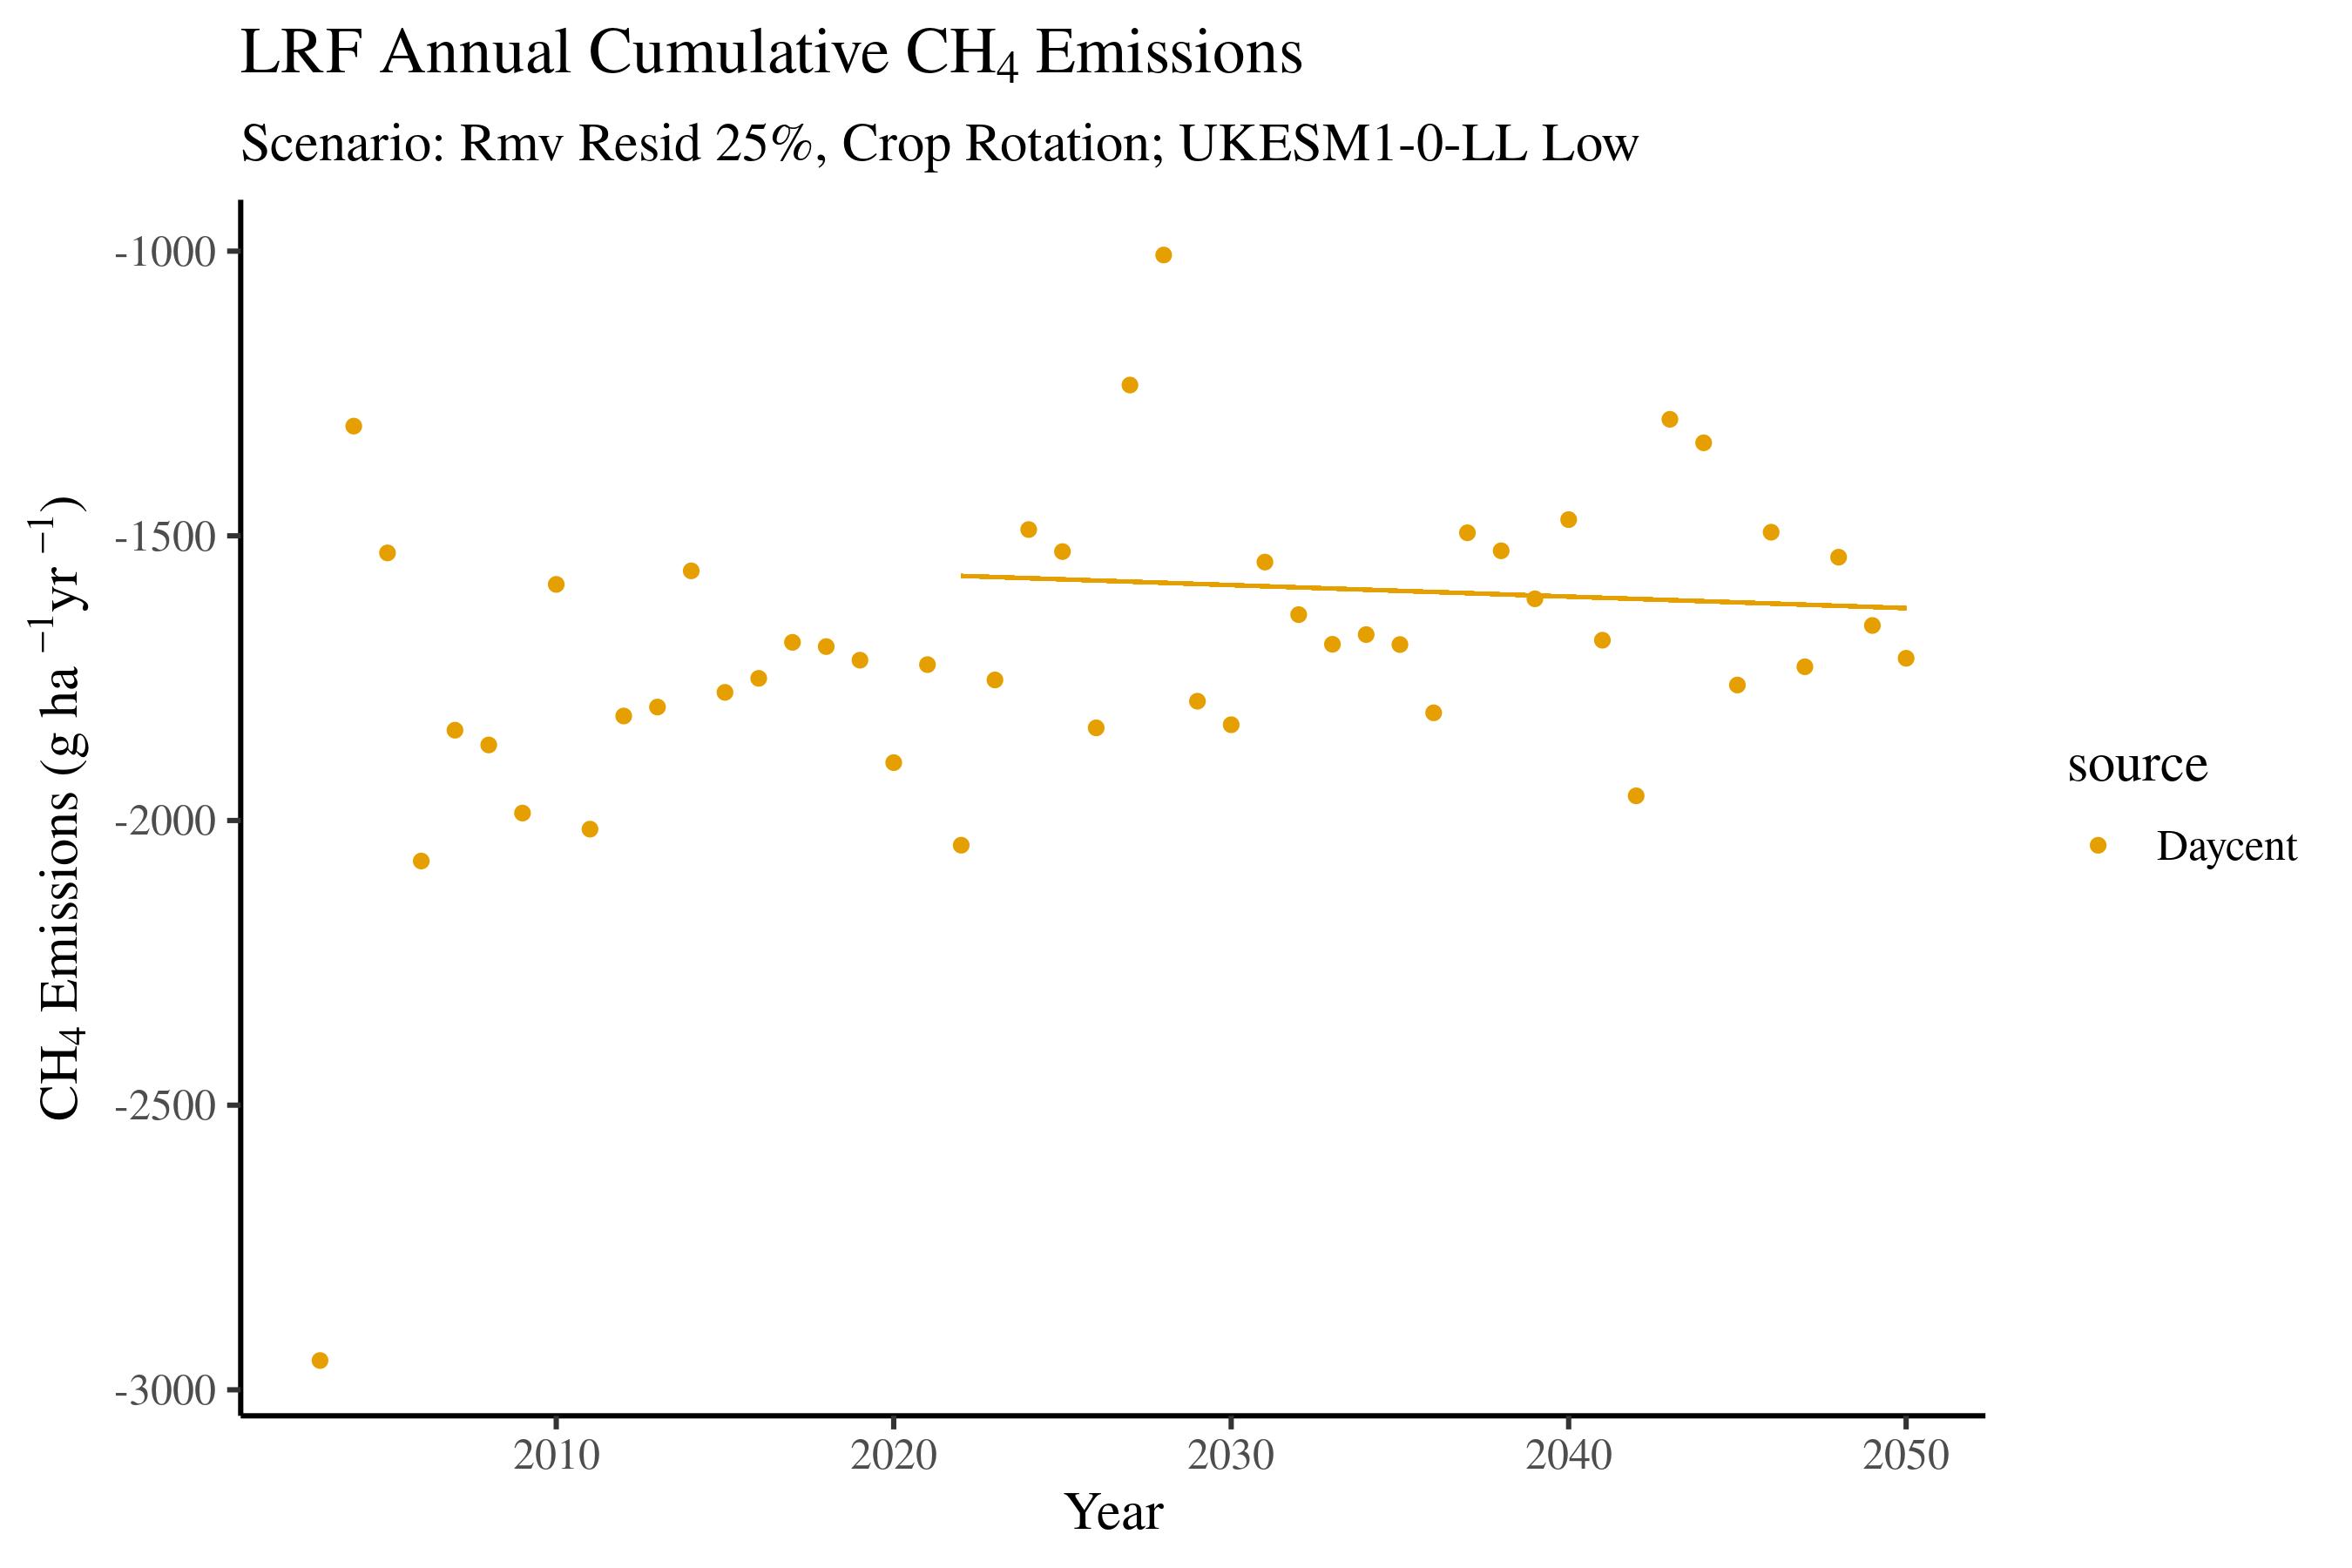 LRF Annual Cumulative CH₄ Emissions
Scenario: Rmv Resid 25%, Crop Rotation; UKESM1-0-LL Low
CH₄ Emissions (g ha ⁻¹yr ⁻¹)
-1000
-1500
-2000
-2500
-3000
2010
2020
2030
2040
2050
Year
source
Daycent